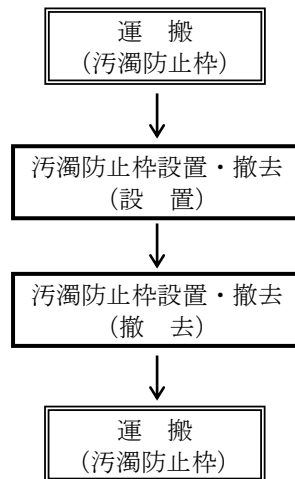 運　搬
（汚濁防止枠）
汚濁防止枠設置・撤去
（設　置）
汚濁防止枠設置・撤去
（撤　去）
運　搬
（汚濁防止枠）